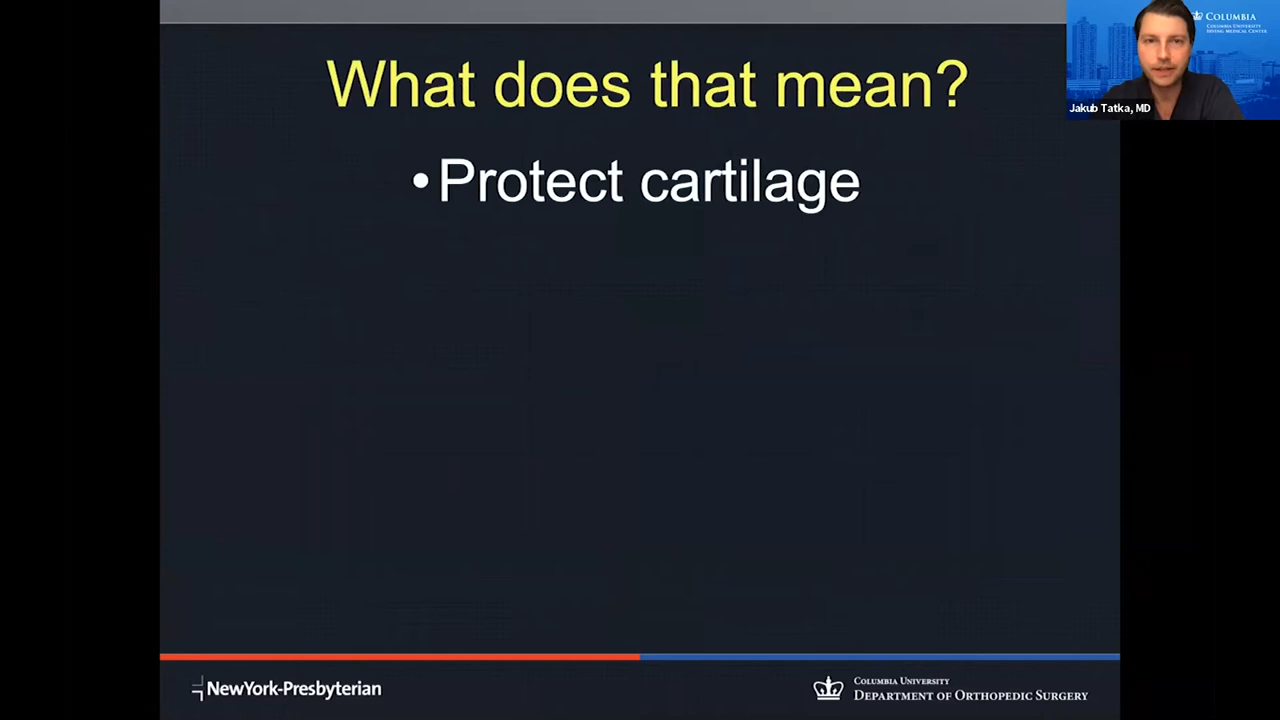 What does that mean?
•Protect cartilage
COLUMBIA
COLUMBIA UNIVERSITY
IRVING MEDICAL CENTER
Jakub Tatka, MD
NewYork-Presbyterian
COLUMBIA UNIVERSITY
DEPARTMENT OF ORTHOPEDIC SURGERY